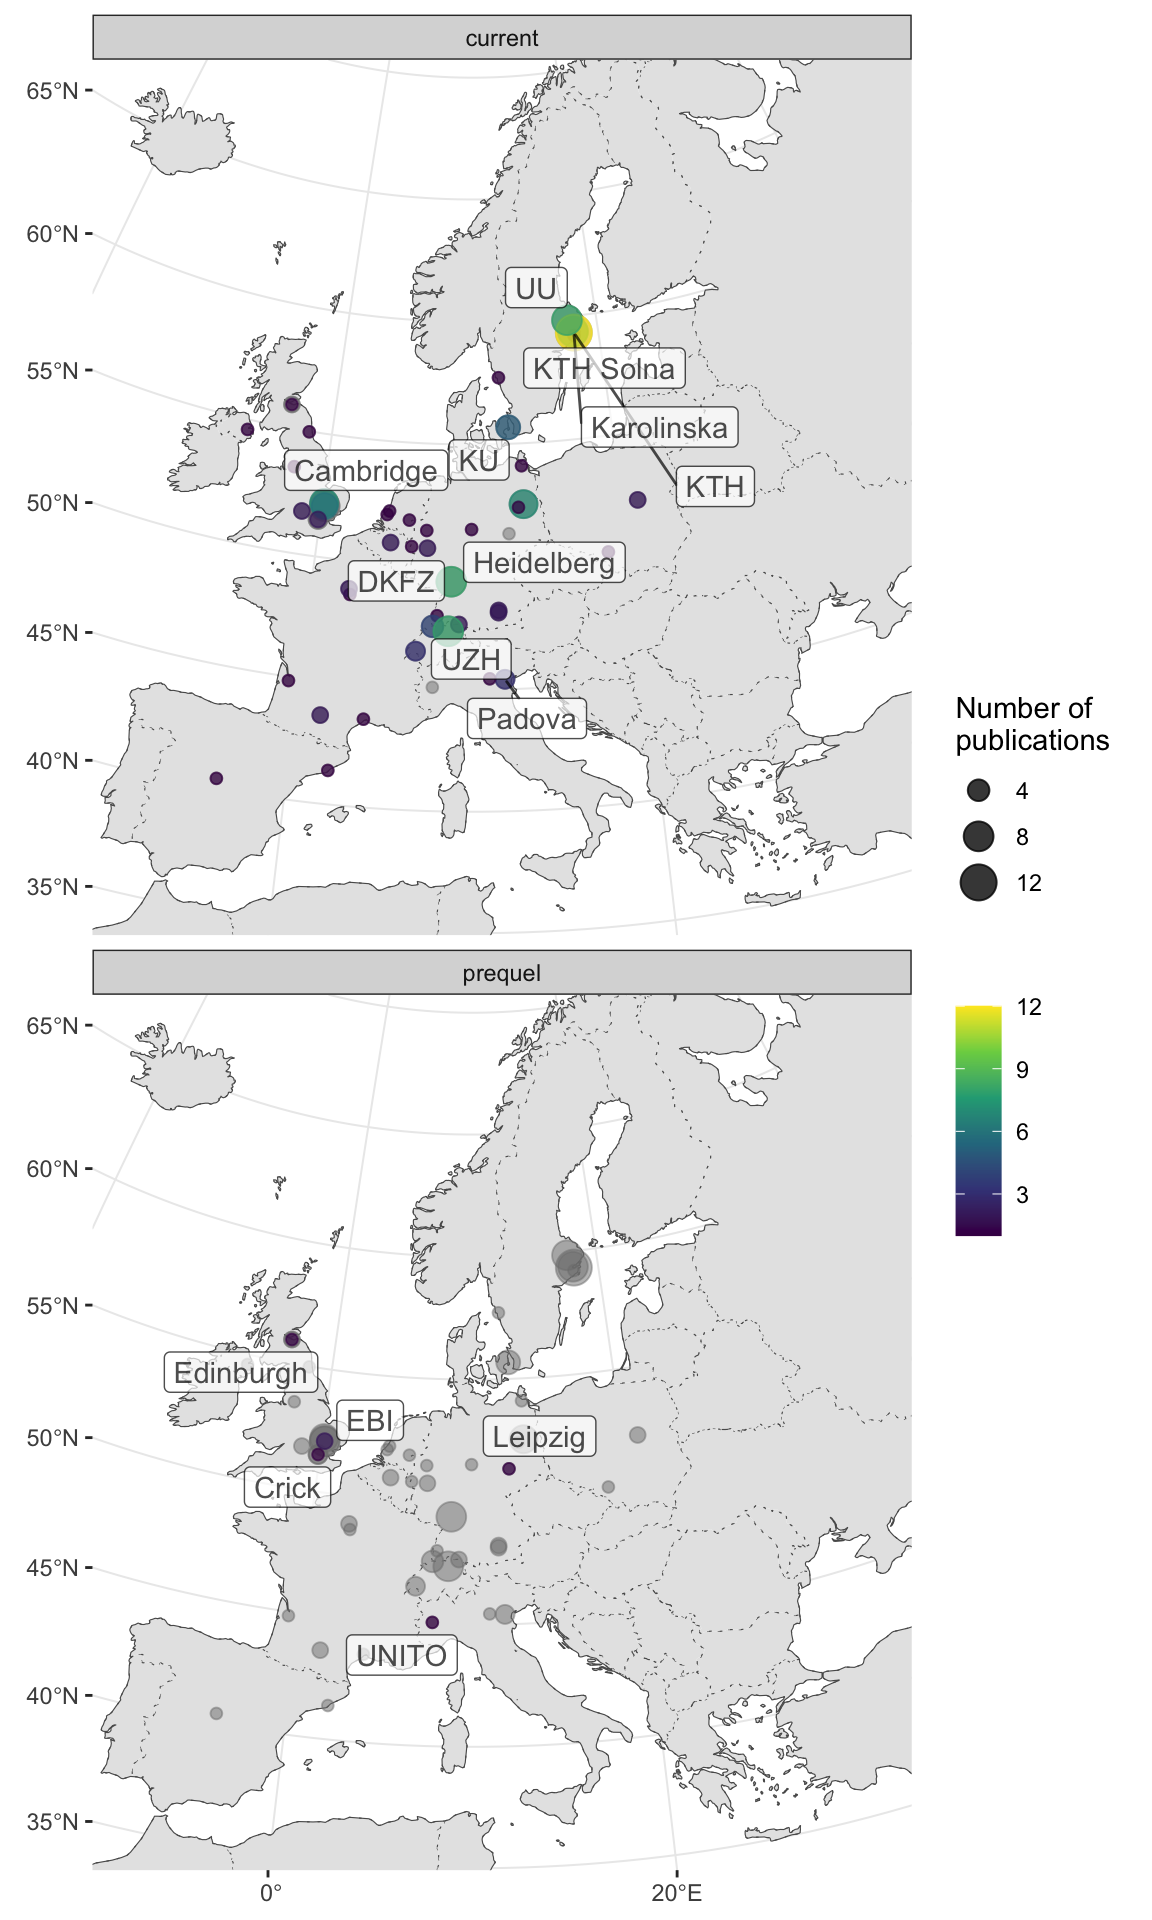 current
65°N
60°N
55°N
50°N
45°N
40°N
35°N
UU
KTH Solna
Karolinska
KU
Cambridge
KTH
Heidelberg
DKFZ
UZH
Padova
Number of
publications
4
8
12
prequel
65°N
60°N
55°N
50°N
45°N
40°N
35°N
Edinburgh
EBI
Leipzig
Crick
UNITO
0°
20°E
12
9
6
3